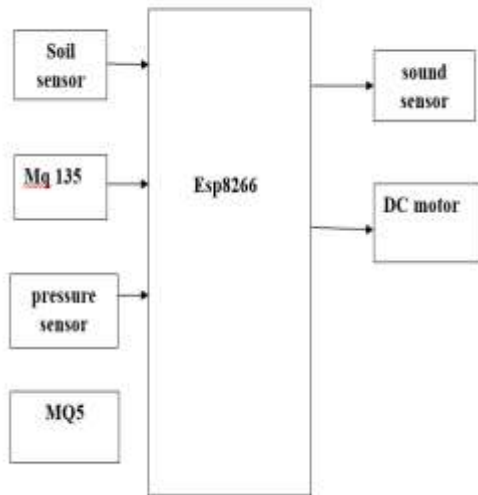 Soil
sensor
Mq 135
pressure
sensor
MQ5
Esp8266
sound
sensor
DC motor